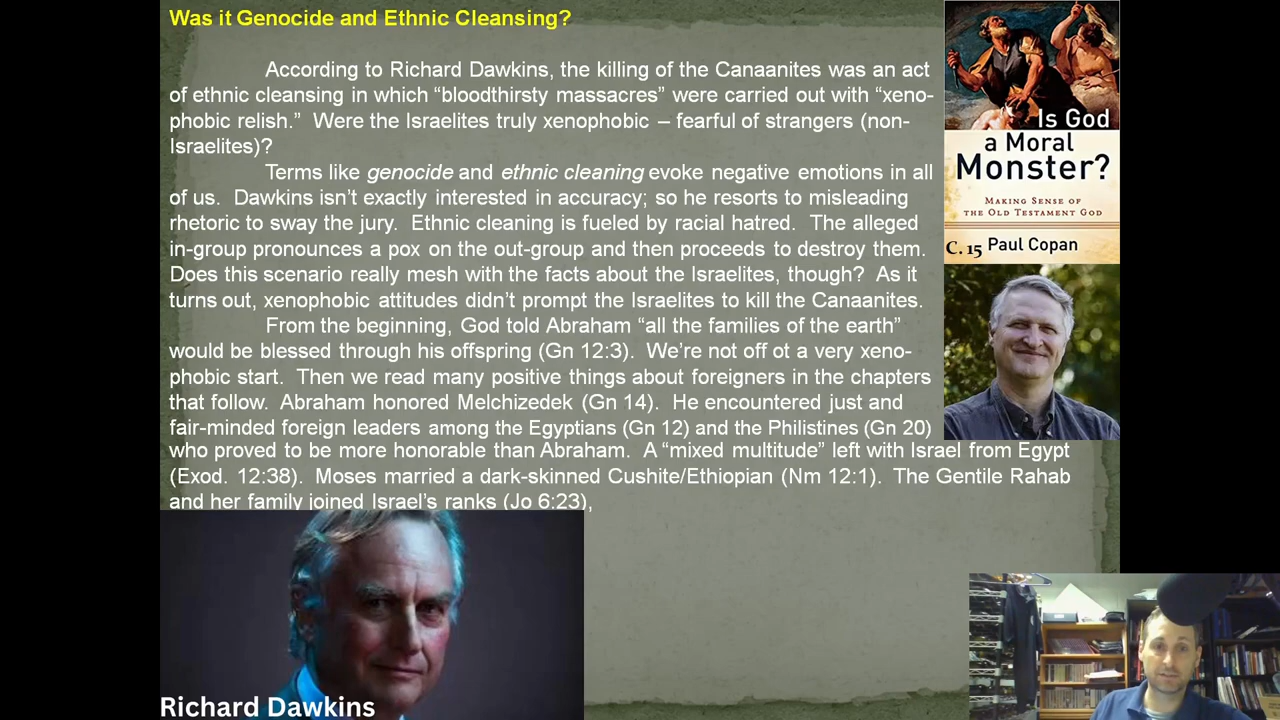 Was it Genocide and Ethnic Cleansing?
According to Richard Dawkins, the killing of the Canaanites was an act
of ethnic cleansing in which “bloodthirsty massacres” were carried out with “xeno-
phobic relish.”  Were the Israelites truly xenophobic – fearful of strangers (non-
Israelites)?
Terms like genocide and ethnic cleaning evoke negative emotions in all
of us.  Dawkins isn’t exactly interested in accuracy; so he resorts to misleading
rhetoric to sway the jury.  Ethnic cleaning is fueled by racial hatred.  The alleged
in-group pronounces a pox on the out-group and then proceeds to destroy them.
Does this scenario really mesh with the facts about the Israelites, though?  As it
turns out, xenophobic attitudes didn’t prompt the Israelites to kill the Canaanites.
From the beginning, God told Abraham “all the families of the earth”
would be blessed through his offspring (Gn 12:3).  We’re not off ot a very xeno-
phobic start.  Then we read many positive things about foreigners in the chapters
that follow.  Abraham honored Melchizedek (Gn 14).  He encountered just and
fair-minded foreign leaders among the Egyptians (Gn 12) and the Philistines (Gn 20)
who proved to be more honorable than Abraham.  A “mixed multitude” left with Israel from Egypt
(Exod. 12:38).  Moses married a dark-skinned Cushite/Ethiopian (Nm 12:1).  The Gentile Rahab
and her family joined Israel’s ranks (Jo 6:23),
Is God
a Moral
Monster?
Making Sense of
the Old Testament God
C. 15 Paul Copan
Richard Dawkins